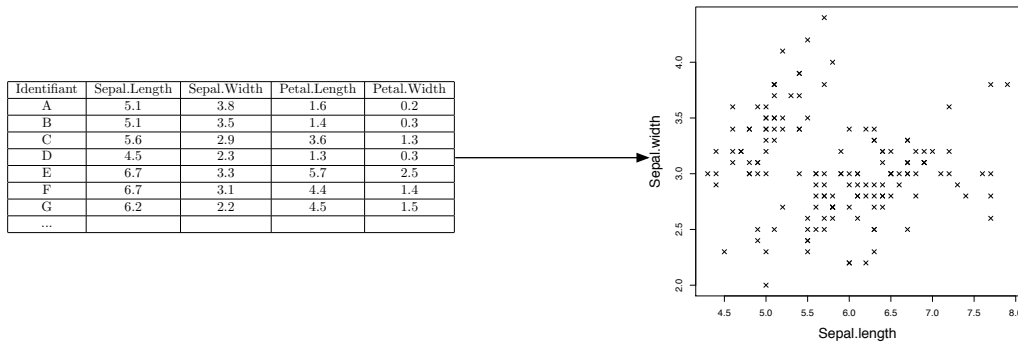 Identifiant Sepal.Length Sepal.Width Petal.Length Petal.Width
A 5.1 3.8 1.6 0.2
B 5.1 3.5 1.4 0.3
C 5.6 2.9 3.6 1.3
D 4.5 2.3 1.3 0.3
E 6.7 3.3 5.7 2.5
F 6.7 3.1 4.4 1.4
G 6.2 2.2 4.5 1.5
...
Sepal.width
4.0
3.5
3.0
2.5
2.0
4.5 5.0 5.5 6.0 6.5 7.0 7.5 8.0
Sepal.length